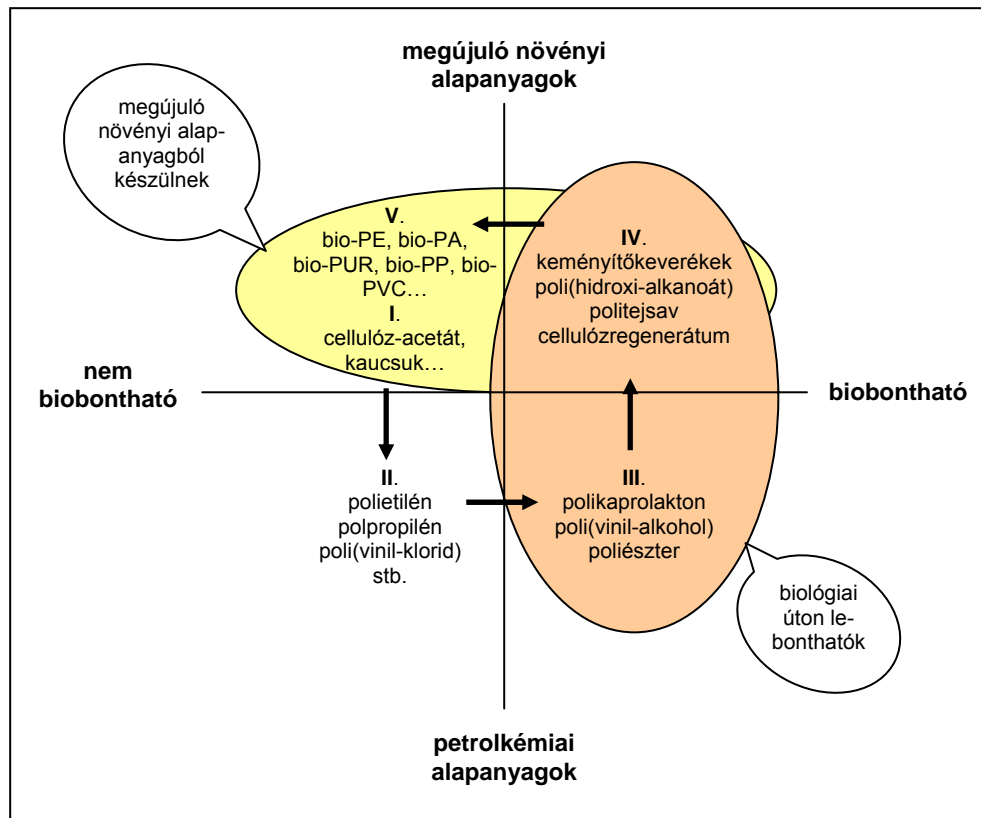 megújuló növényi
alapanyagok
megújuló
növényi alap-
anyagból
készülnek
V.
bio-PE, bio-PA,
bio-PUR, bio-PP, bio-
PVC…
I.
cellulóz-acetát,
kaucsuk…
IV.
keményítőkeverékek
poli(hidroxi-alkanoát)
politejsav
cellulózregenerátum
nem
biobontható
biobontható
II.
polietilén
polpropilén
poli(vinil-klorid)
stb.
III.
polikaprolakton
poli(vinil-alkohol)
poliészter
biológiai
úton le-
bonthatók
petrolkémiai
alapanyagok